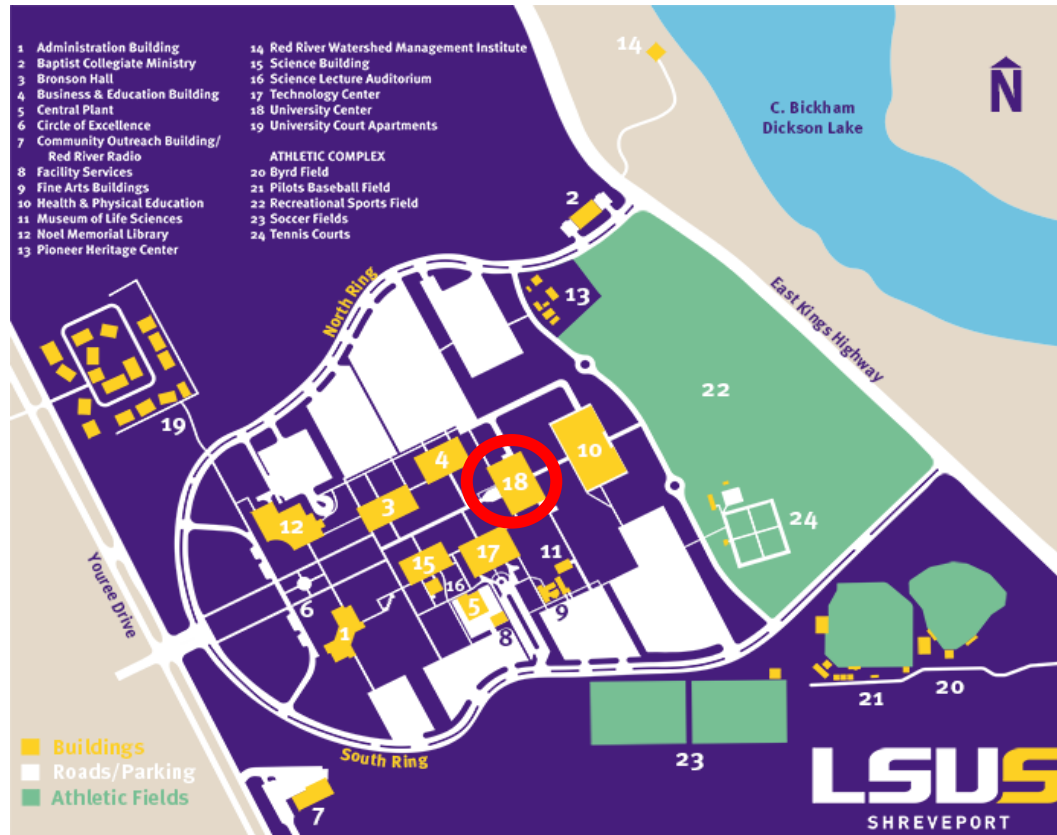 1 Administration Building
2 Baptist Collegiate Ministry
3 Bronson Hall
4 Business & Education Building
5 Central Plant
6 Circle of Excellence
7 Community Outreach Building/
Red River Radio
8 Facility Services
9 Fine Arts Buildings
10 Health & Physical Education
11 Museum of Life Sciences
12 Noel Memorial Library
13 Pioneer Heritage Center
14 Red River Watershed Management Institute
15 Science Building
16 Science Lecture Auditorium
17 Technology Center
18 University Center
19 University Court Apartments
ATHLETIC COMPLEX
20 Byrd Field
21 Pilots Baseball Field
22 Recreational Sports Field
23 Soccer Fields
24 Tennis Courts
14
N
C. Bickham
Dickson Lake
2
13
North Ring
East Kings Highway
22
19
10
4
18
3
12
24
17
15
11
16
5
9
6
8
1
Youree Drive
21
20
South Ring
23
7
Buildings
Roads/Parking
Athletic Fields
LSUS
SHREVEPORT